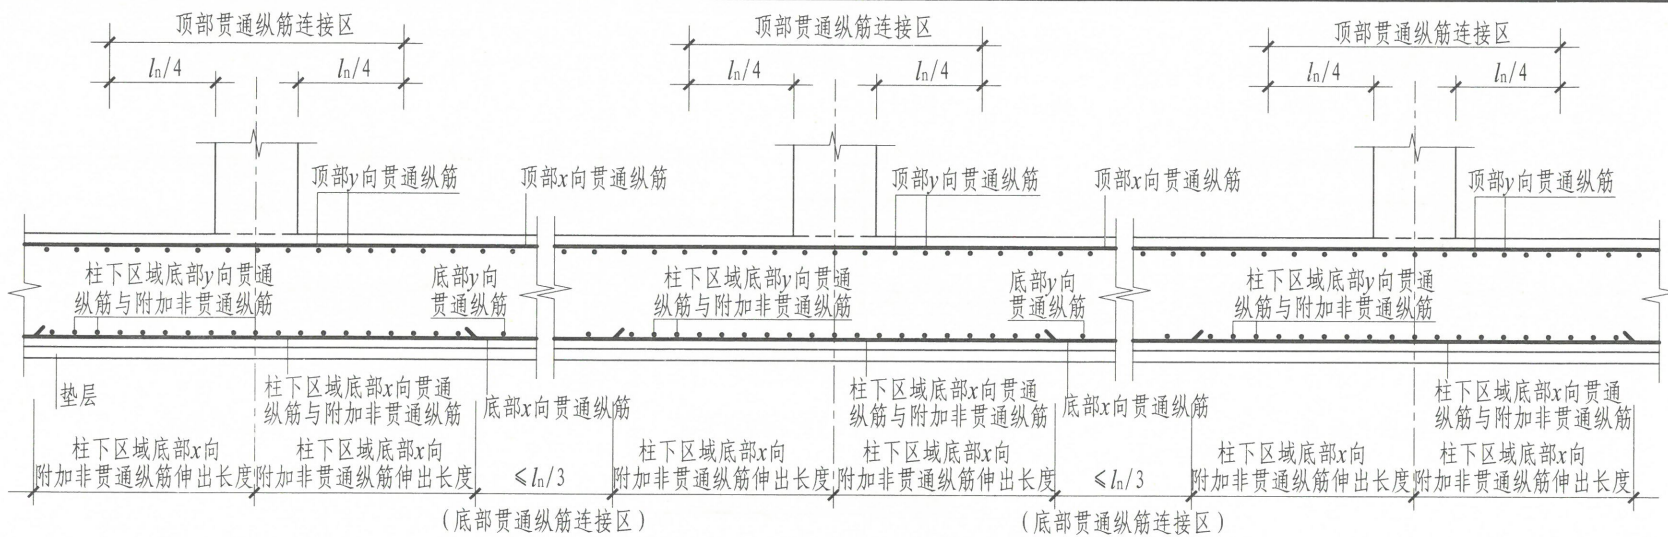 顶部贯通纵筋连接区
顶部贯通纵筋连接区
顶部贯通纵筋连接区
ln/4
ln/4
ln/4
ln/4
ln/4
ln/4
顶部y向贯通纵筋
顶部x向贯通纵筋
顶部y向贯通纵筋
顶部x向贯通纵筋
顶部y向贯通纵筋
柱下区域底部y向贯通
纵筋与附加非贯通纵筋
底部y向
贯通纵筋
柱下区域底部y向贯通
纵筋与附加非贯通纵筋
底部y向
贯通纵筋
柱下区域底部y向贯通
纵筋与附加非贯通纵筋
垫层
柱下区域底部x向贯通
纵筋与附加非贯通纵筋
底部x向贯通纵筋
柱下区域底部x向贯通
纵筋与附加非贯通纵筋
底部x向贯通纵筋
柱下区域底部x向贯通
纵筋与附加非贯通纵筋
柱下区域底部x向
附加非贯通纵筋伸出长度
柱下区域底部x向
附加非贯通纵筋伸出长度
≤ln/3
柱下区域底部x向
附加非贯通纵筋伸出长度
柱下区域底部x向
附加非贯通纵筋伸出长度
≤ln/3
柱下区域底部x向
附加非贯通纵筋伸出长度
柱下区域底部x向
附加非贯通纵筋伸出长度
(底部贯通纵筋连接区)
(底部贯通纵筋连接区)